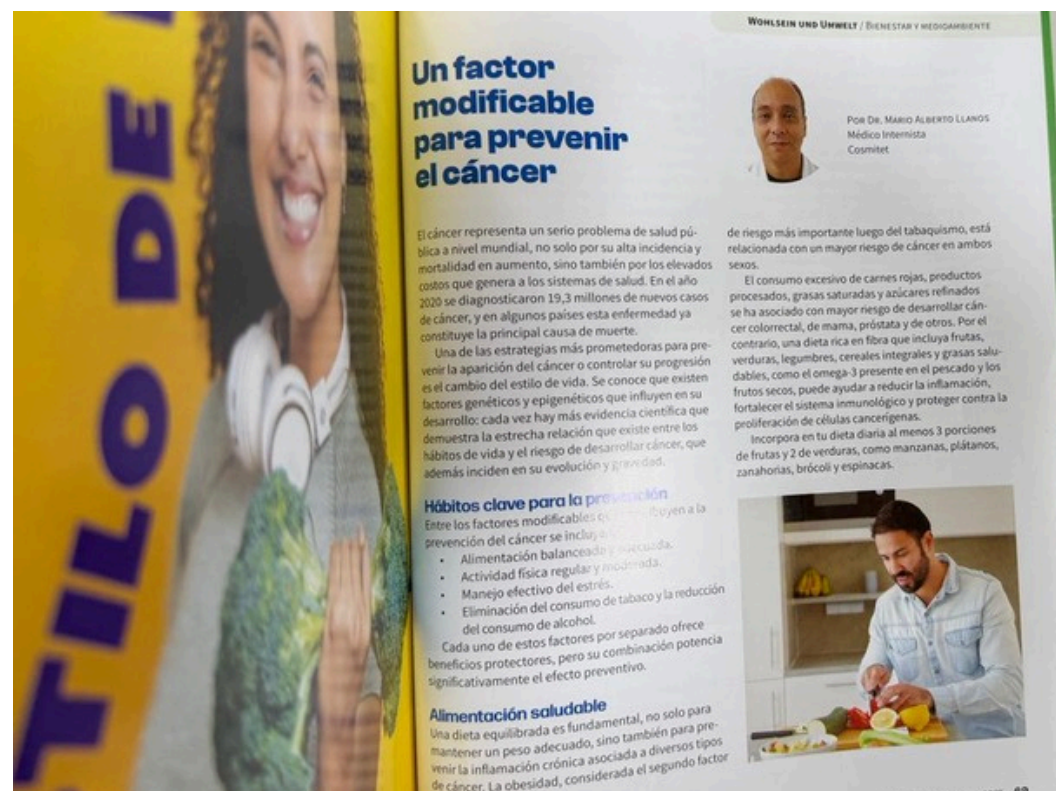 TILO DE
WOHLSEIN UND UMWELT / BIENESTAR Y MEDIOAMBIENTE
Un factor
modificable
para prevenir
el cáncer
POR DR. MARIO ALBERTO LLANOS
Médico Internista
Cosmitet
El cáncer representa un serio problema de salud pú-
blica a nivel mundial, no solo por su alta incidencia y
mortalidad en aumento, sino también por los elevados
costos que genera a los sistemas de salud. En el año
2020 se diagnosticaron 19,3 millones de nuevos casos
de cáncer, y en algunos países esta enfermedad ya
constituye la principal causa de muerte.
Una de las estrategias más prometedoras para pre-
venir la aparición del cáncer o controlar su progresión
es el cambio del estilo de vida. Se conoce que existen
factores genéticos y epigenéticos que influyen en su
desarrollo: cada vez hay más evidencia científica que
demuestra la estrecha relación que existe entre los
hábitos de vida y el riesgo de desarrollar cáncer, que
además inciden en su evolución y gravedad.
Hábitos clave para la prevención
Entre los factores modificables que contribuyen a la
prevención del cáncer se incluyen
• Alimentación balanceada y adecuada.
• Actividad física regular y moderada.
• Manejo efectivo del estrés.
• Eliminación del consumo de tabaco y la reducción
del consumo de alcohol.
Cada uno de estos factores por separado ofrece
beneficios protectores, pero su combinación potencia
significativamente el efecto preventivo.
Alimentación saludable
Una dieta equilibrada es fundamental, no solo para
mantener un peso adecuado, sino también para pre-
venir la inflamación crónica asociada a diversos tipos
de cáncer. La obesidad, considerada el segundo factor
de riesgo más importante luego del tabaquismo, está
relacionada con un mayor riesgo de cáncer en ambos
sexos.
El consumo excesivo de carnes rojas, productos
procesados, grasas saturadas y azúcares refinados
se ha asociado con mayor riesgo de desarrollar cán-
cer colorrectal, de mama, próstata y de otros. Por el
contrario, una dieta rica en fibra que incluya frutas,
verduras, legumbres, cereales integrales y grasas salu-
dables, como el omega-3 presente en el pescado y los
frutos secos, puede ayudar a reducir la inflamación,
fortalecer el sistema inmunológico y proteger contra la
proliferación de células cancerígenas.
Incorpora en tu dieta diaria al menos 3 porciones
de frutas y 2 de verduras, como manzanas, plátanos,
zanahorias, brócoli y espinacas.